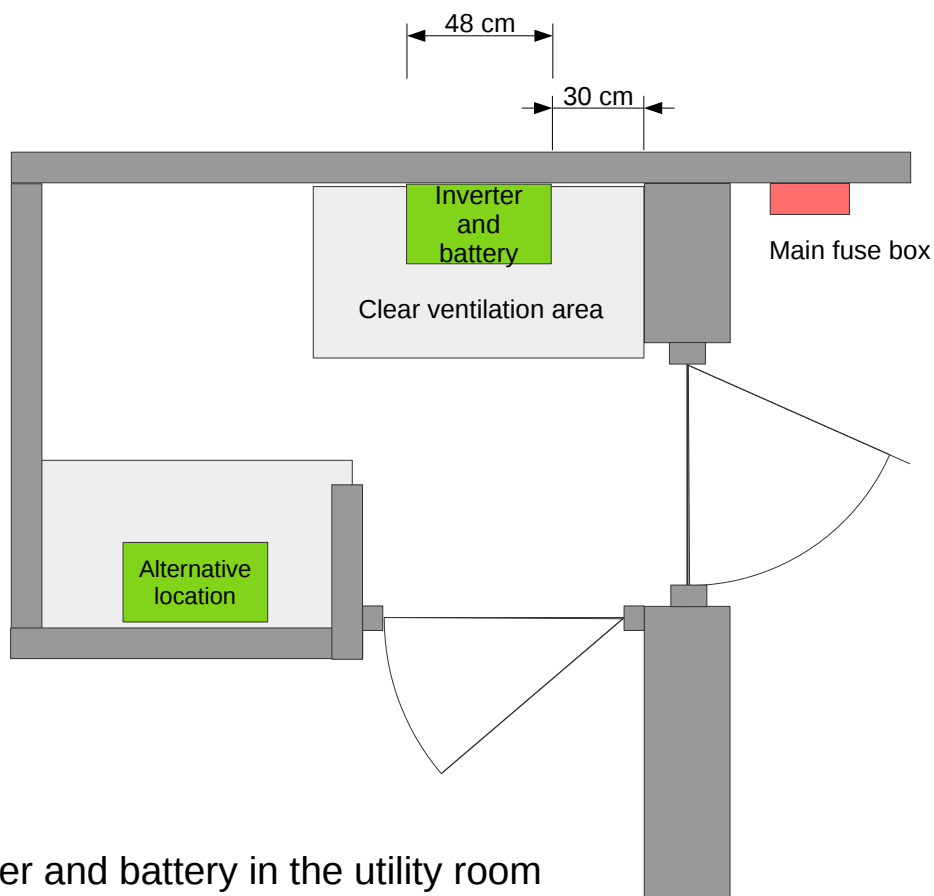 48 cm
30 cm
Inverter
and
battery
Main fuse box
Clear ventilation area
Alternative
location
er and battery in the utility room